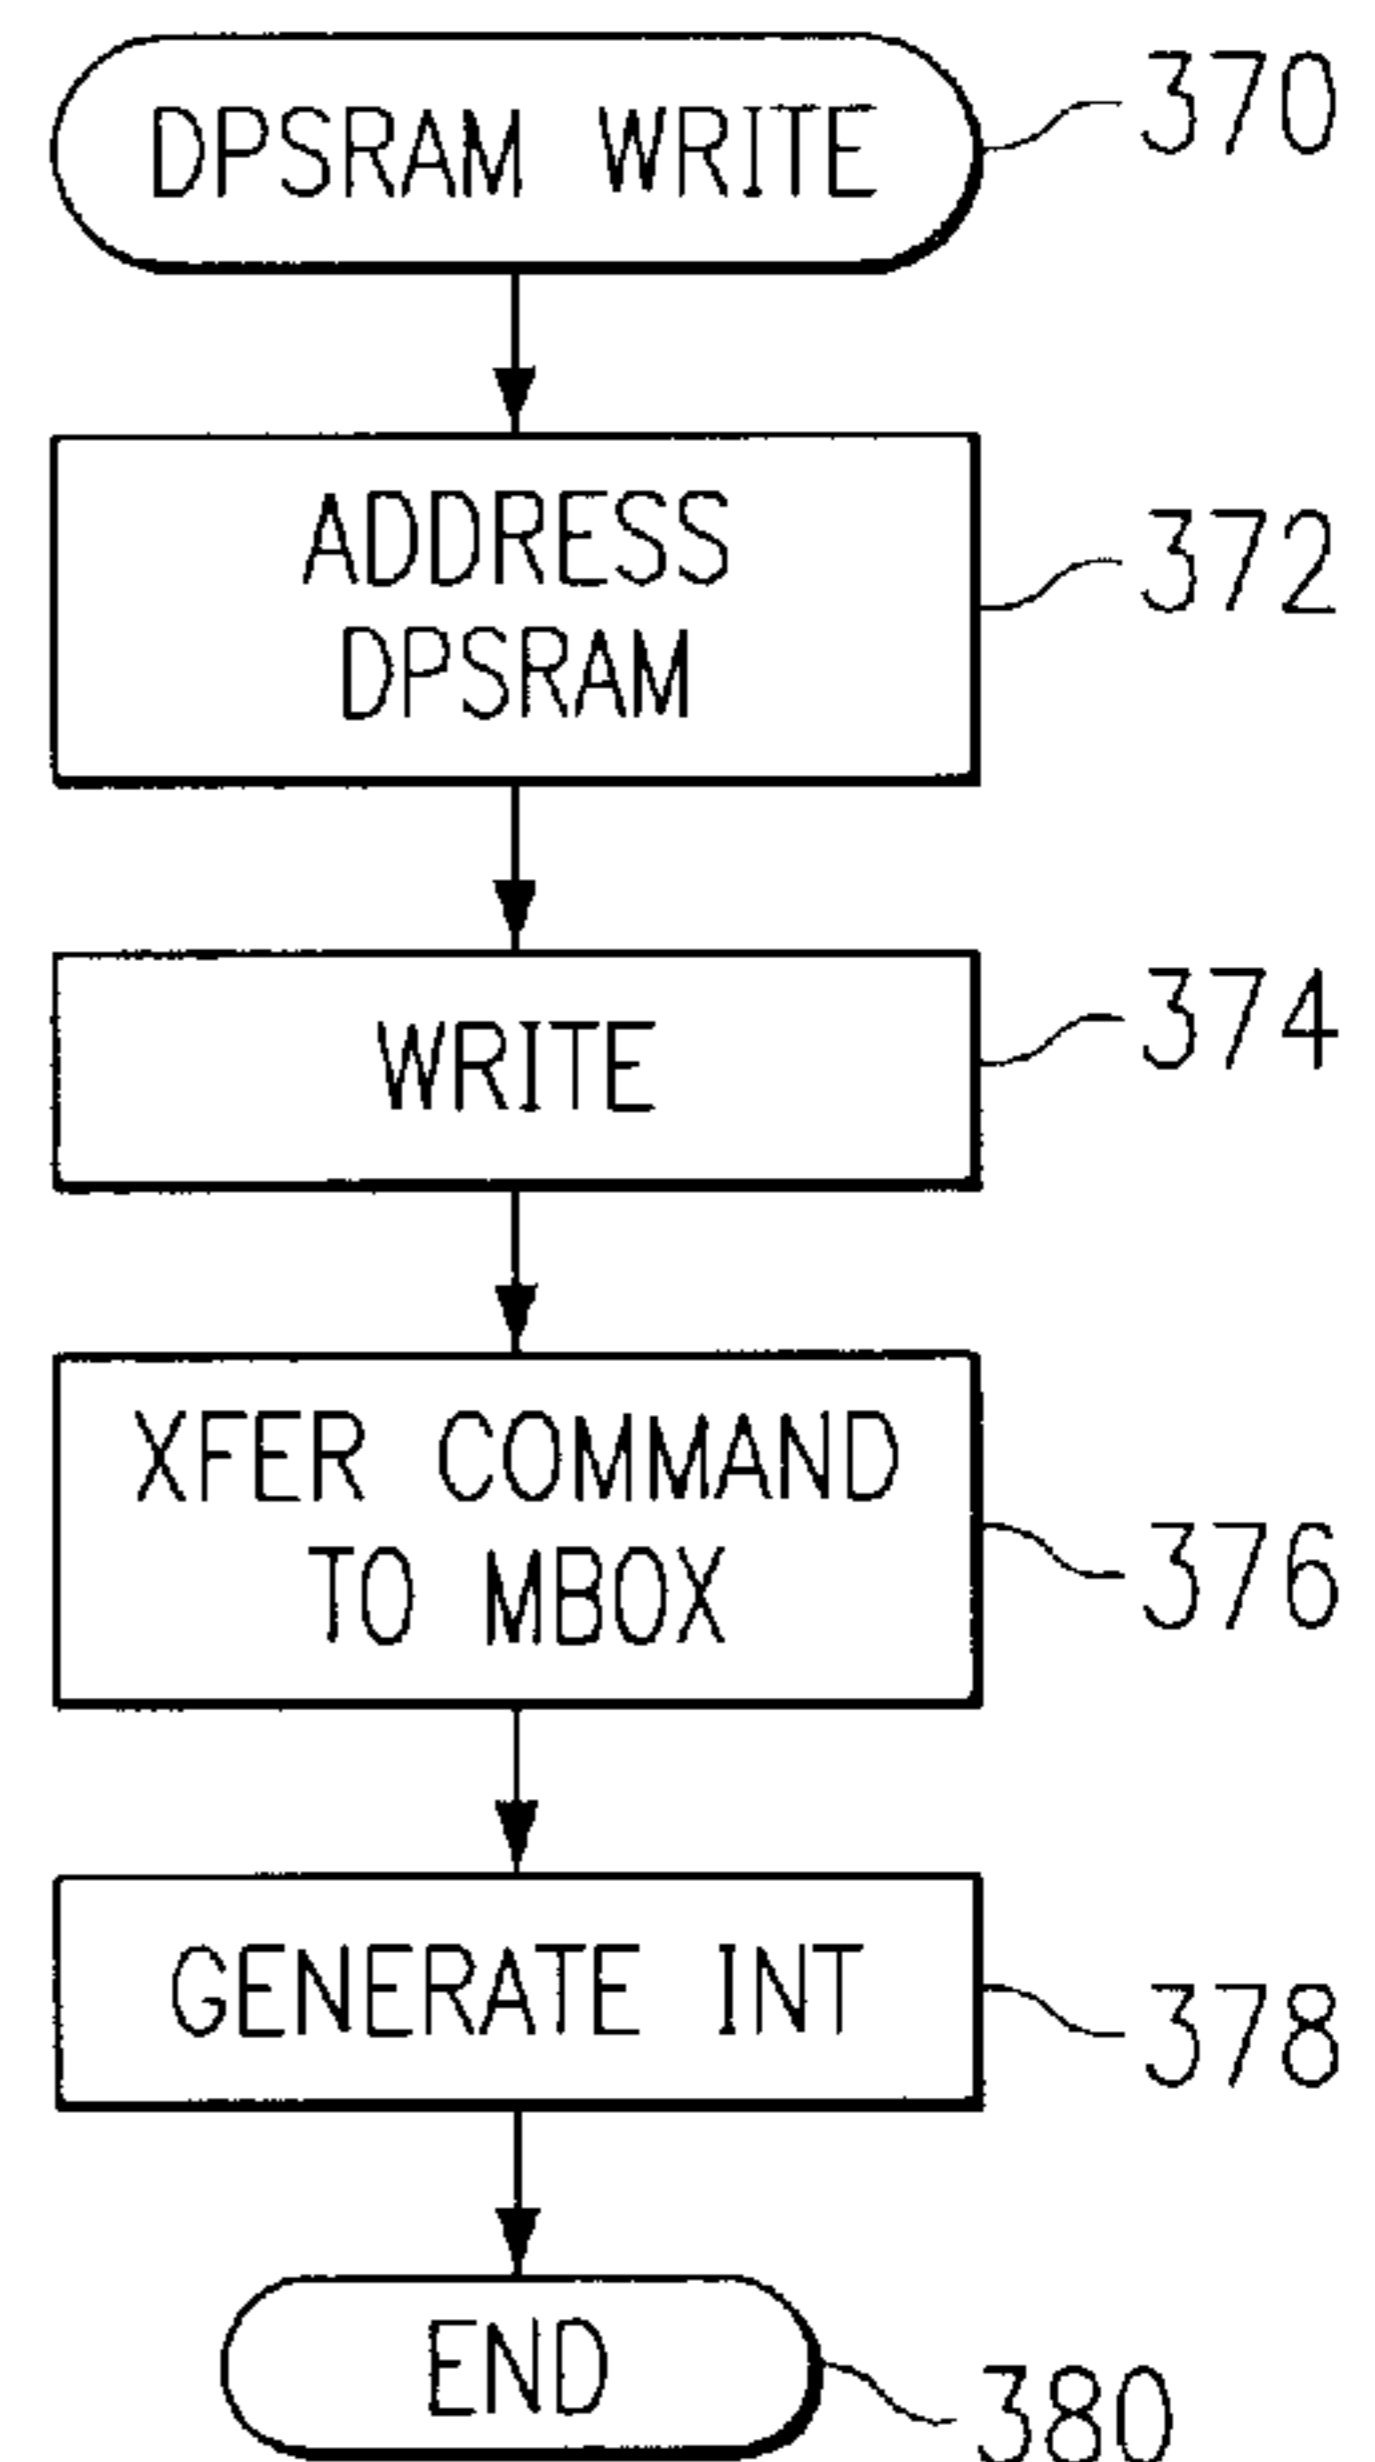 DPSRAM WRITE
370
ADDRESS
DPSRAM
372
WRITE
374
XFER COMMAND
TO MBOX
376
GENERATE INT
378
END
380